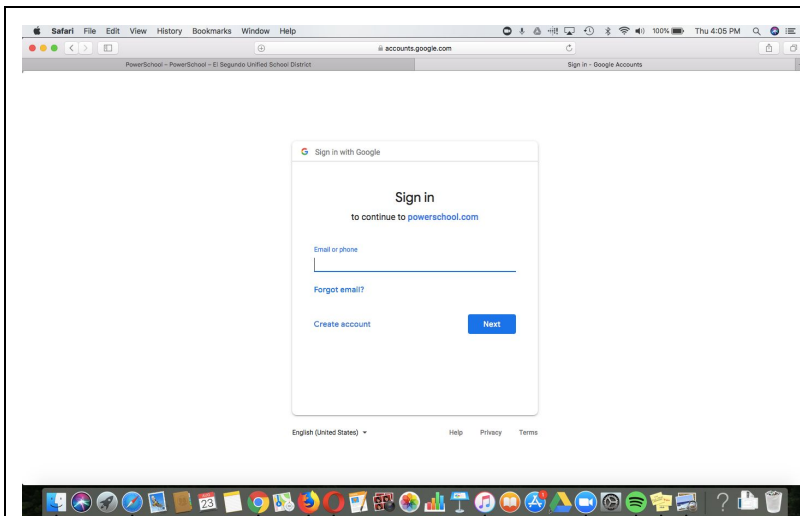 Safari File Edit View History Bookmarks Window Help 100% Thu 4:05 PM
accounts.google.com
PowerSchool – PowerSchool – El Segundo Unified School District Sign in - Google Accounts
G Sign in with Google
Sign in
to continue to powerschool.com
Email or phone
Forgot email?
Create account Next
English (United States) Help Privacy Terms
23